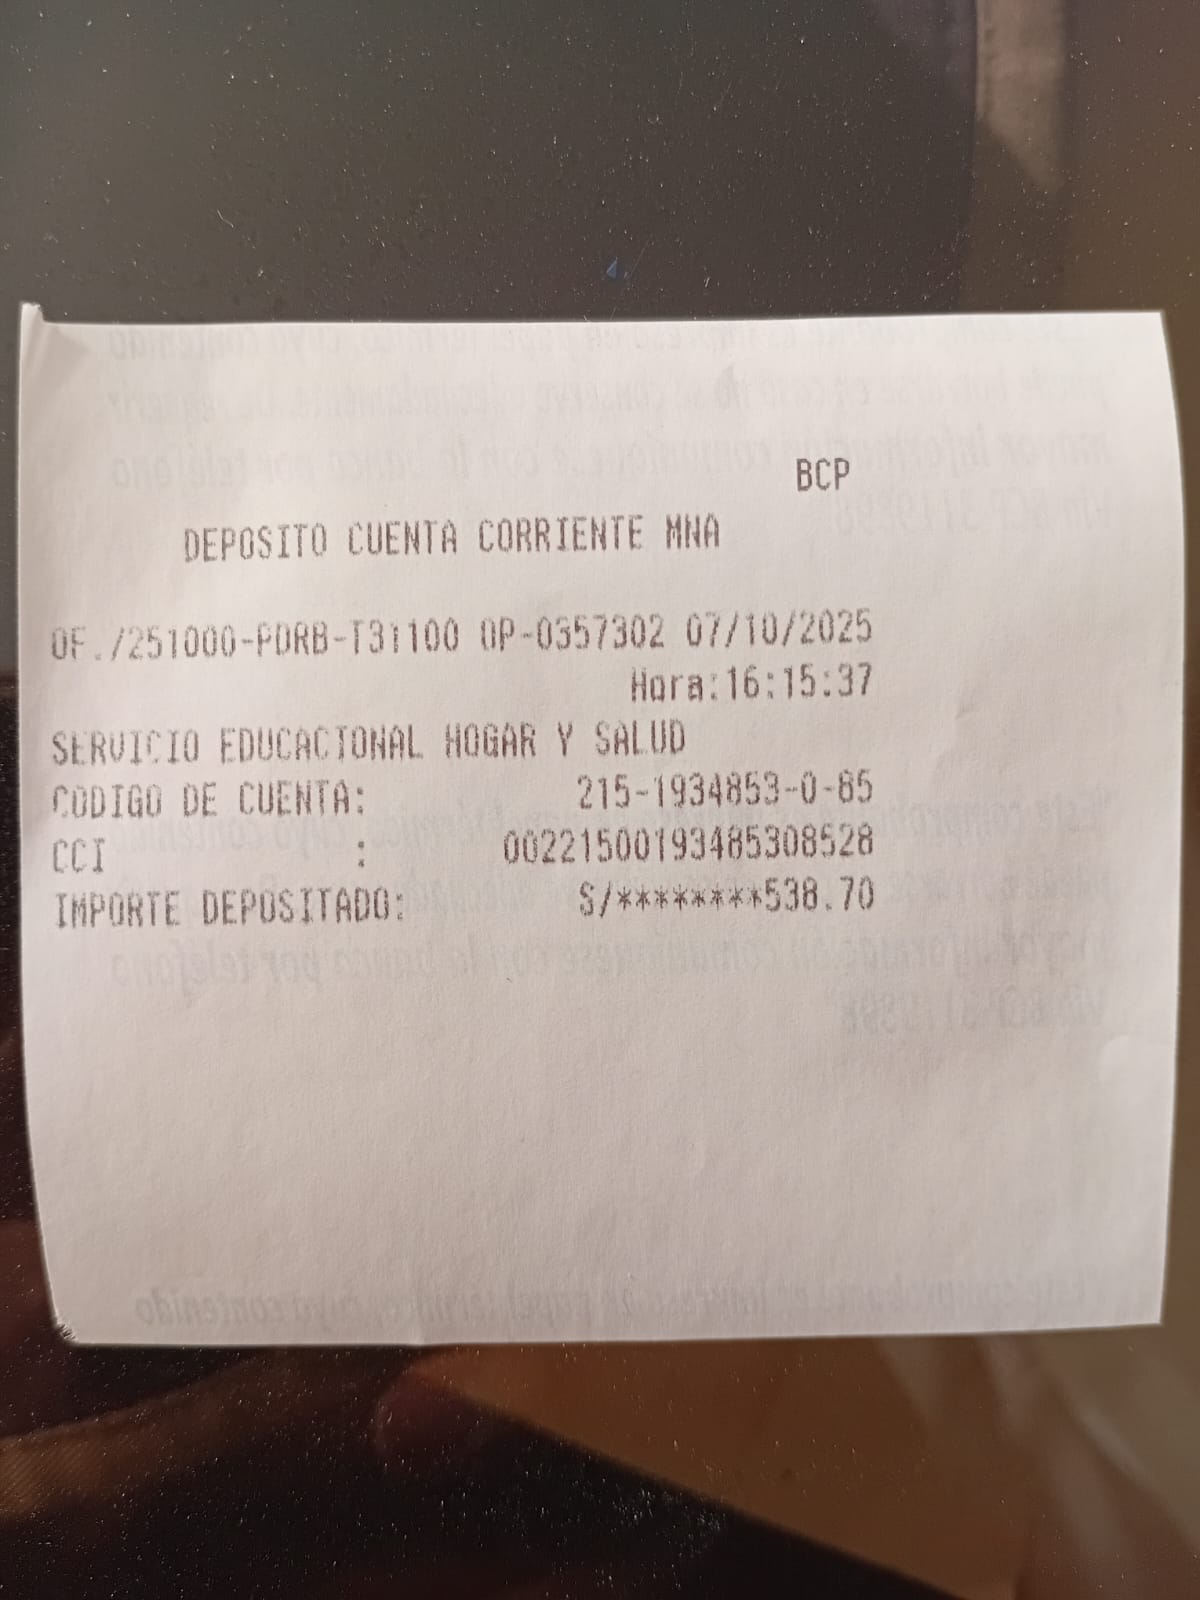 BCP
DEPOSITO CUENTA CORRIENTE MNA
OF./251000-PDRB-T31100 OP-0357302 07/10/2025
Hora:16:15:37
SERVICIO EDUCACIONAL HOGAR Y SALUD
CODIGO DE CUENTA: 215-1934853-0-85
CCI : 00221500193485308528
IMPORTE DEPOSITADO: S/********538.70